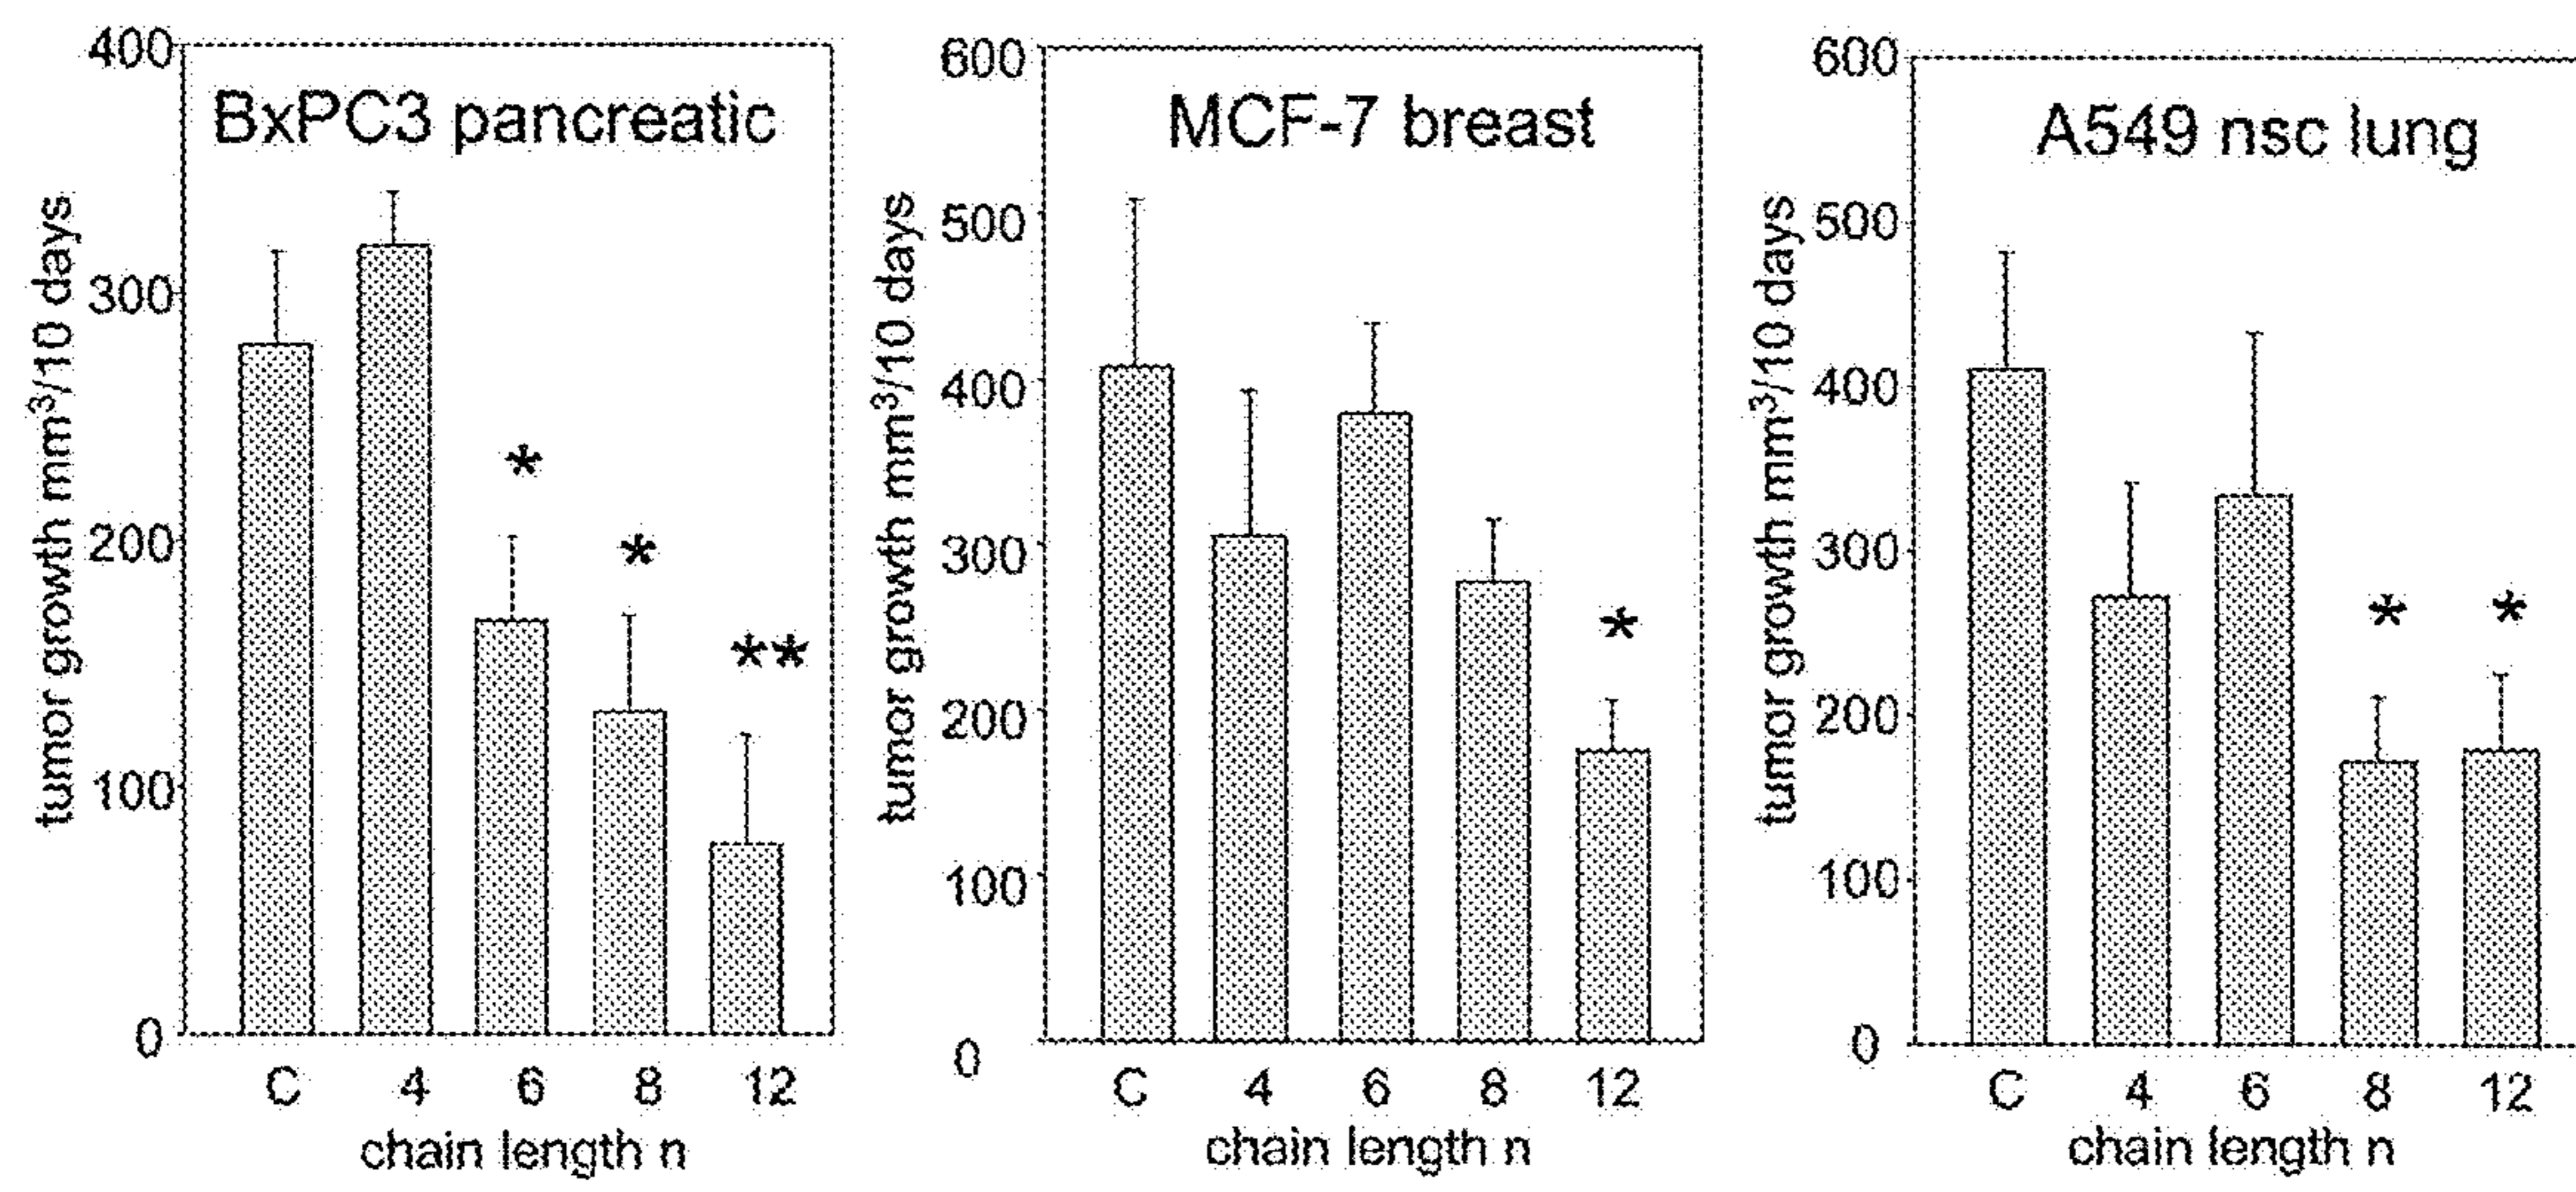 BxPC3 pancreatic
tumor growth mm³/10 days
400
300
200
100
0
*
*
**
C 4 6 8 12
chain length n
MCF-7 breast
tumor growth mm³/10 days
600
500
400
300
200
100
0
*
C 4 6 8 12
chain length n
A549 nsc lung
tumor growth mm³/10 days
600
500
400
300
200
100
0
*
*
C 4 6 8 12
chain length n